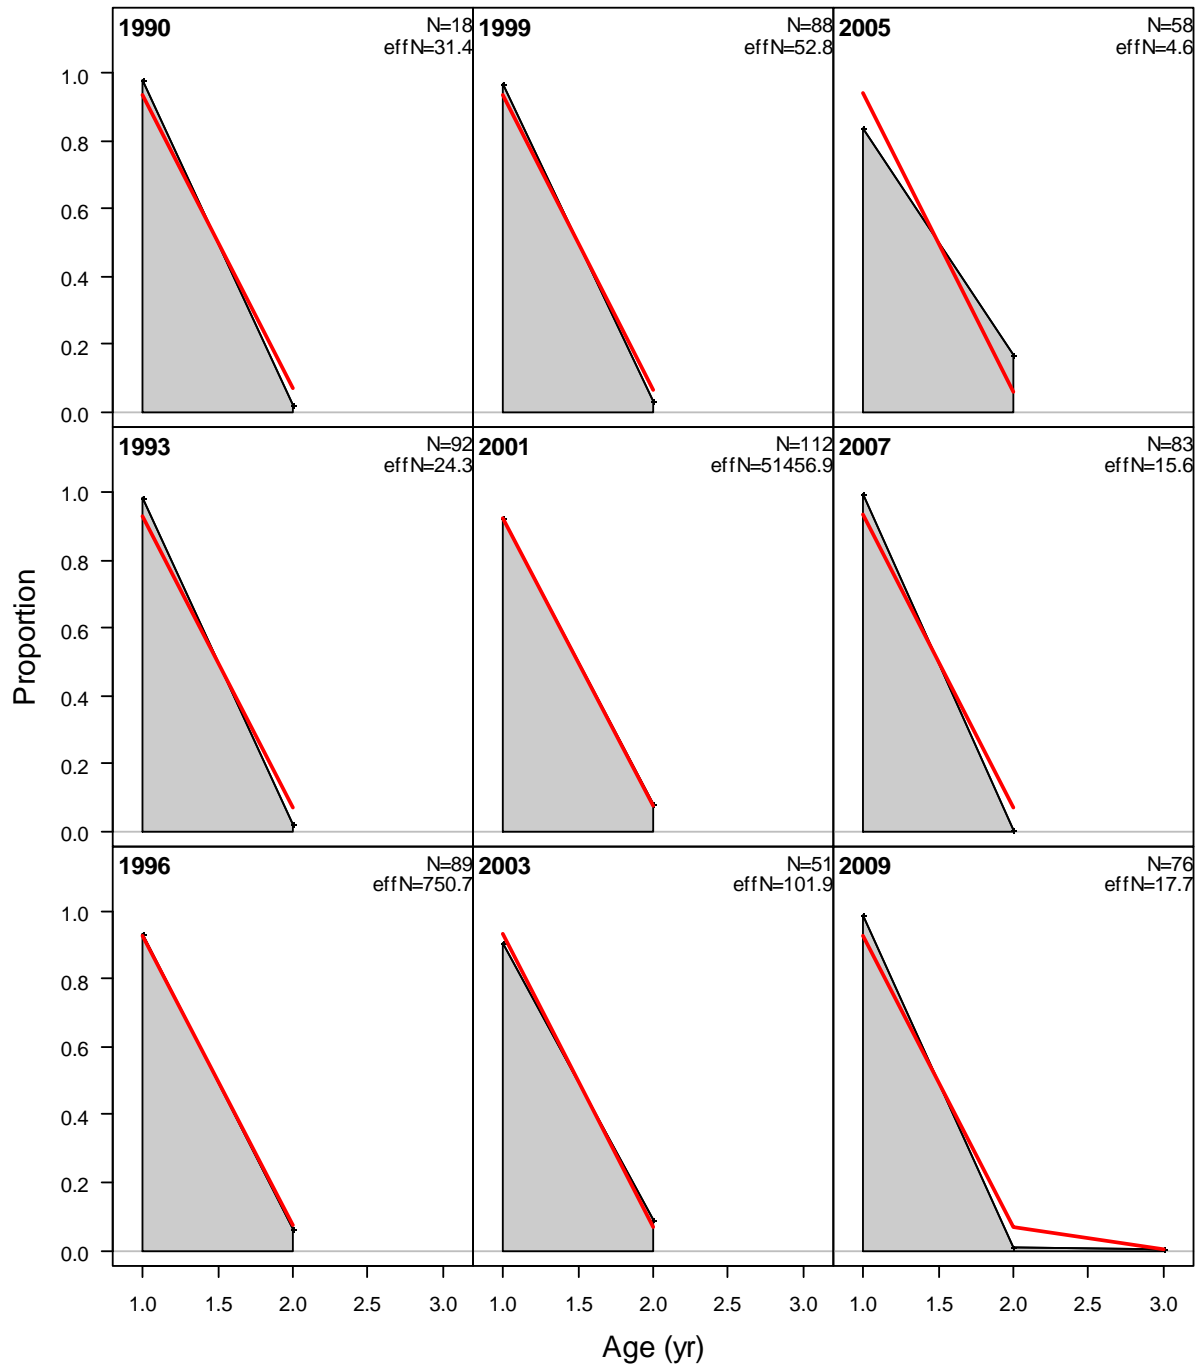 1990
N=18
effN=31.4
1999
N=88
effN=52.8
2005
N=58
effN=4.6
1.0
0.8
0.6
0.4
0.2
0.0
1993
N=92
effN=24.3
2001
N=112
effN=51456.9
2007
N=83
effN=15.6
1.0
0.8
0.6
0.4
0.2
0.0
1996
N=89
effN=750.7
2003
N=51
effN=101.9
2009
N=76
effN=17.7
1.0
0.8
0.6
0.4
0.2
0.0
Proportion
1.0 1.5 2.0 2.5 3.0 1.0 1.5 2.0 2.5 3.0 1.0 1.5 2.0 2.5 3.0
Age (yr)